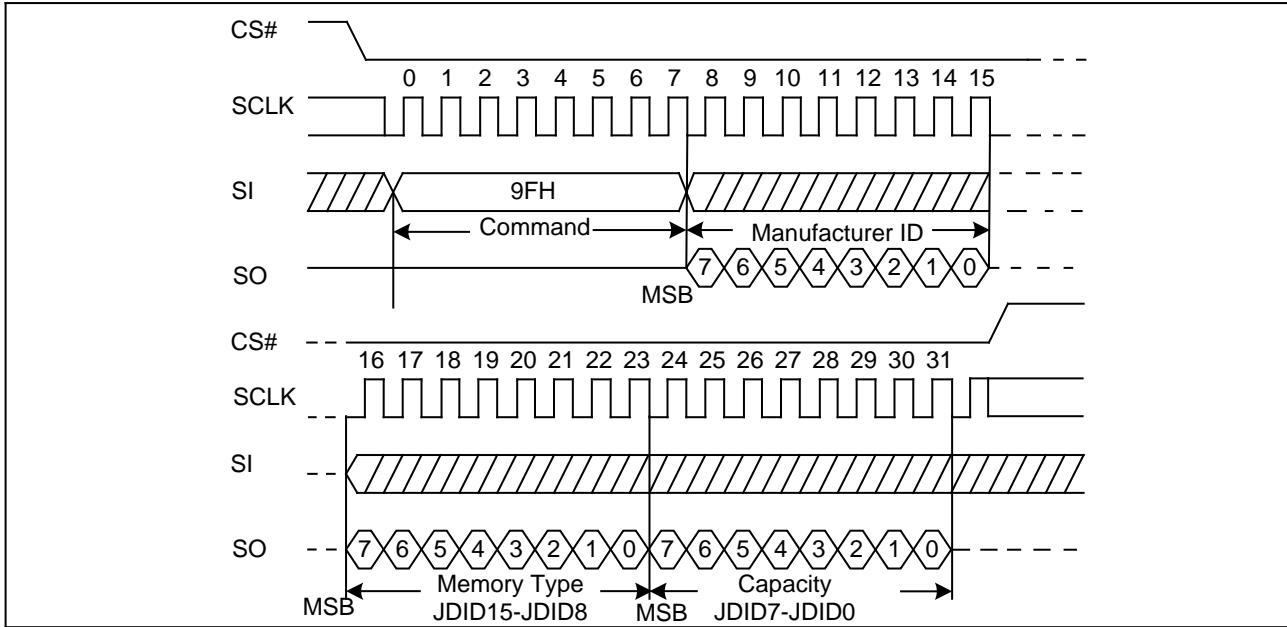 CS#
0 1 2 3 4 5 6 7 8 9 10 11 12 13 14 15
SCLK
SI 9FH
Command Manufacturer ID
SO 7 6 5 4 3 2 1 0
MSB
CS#
16 17 18 19 20 21 22 23 24 25 26 27 28 29 30 31
SCLK
SI
SO 7 6 5 4 3 2 1 0 7 6 5 4 3 2 1 0
Memory Type Capacity
MSB JDID15-JDID8 MSB JDID7-JDID0